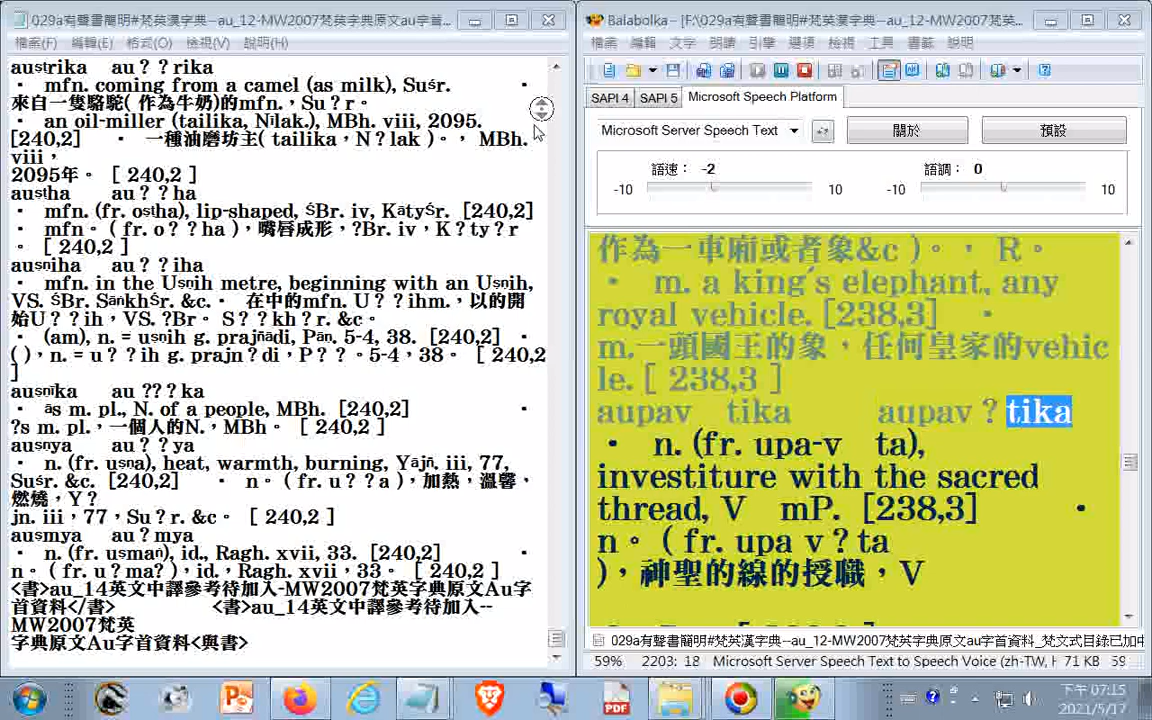 029a有聲書簡明#梵英漢字典--au_12-MW2007梵英字典原文au字首...
檔案(F) 編輯(E) 格式(O) 檢視(V) 說明(H)
austrika au? ? rika
• mfn. coming from a camel (as milk), Suśr.
來自一隻駱駝( 作為牛奶)的mfn.，Su? r。
• an oil-miller (tailika, Nīlak.), MBh. viii, 2095.
[240,2] • 一種油磨坊主( tailika，N? lak )。， MBh.
viii，
2095年。 [ 240,2 ]
austha au? ? ha
• mfn. (fr. ostha), lip-shaped, ŚBr. iv, KātyŚr. [240,2]
• mfn。( fr. o? ? ha )，嘴唇成形，?Br. iv，K? ty? r
。 [ 240,2 ]
ausniha au? ? iha
• mfn. in the Usnih metre, beginning with an Usnih,
VS. ŚBr. SāṅkhŚr. &c.• 在中的mfn. U? ? ihm.，以的開
始U? ? ih，VS. ?Br。 S? ? kh? r. &c。
• (am), n. = usnih g. prajñādi, Pān. 5-4, 38. [240,2]
( )，n. = u? ? ih g. prajn? di，P? ? 。5-4，38。 [ 240,2
]
ausnīka au ?? ? ka
• ās m. pl., N. of a people, MBh. [240,2] •
?s m. pl.，一個人的N.，MBh。 [ 240,2 ]
ausnya au? ? ya
• n. (fr. usna), heat, warmth, burning, Yājñ. iii, 77,
Suśr. &c. [240,2] • n。( fr. u? ? a )，加熱，溫馨，
燃燒，Y?
jn. iii，77，Su? r. &c。 [ 240,2 ]
ausmya au? mya
• n. (fr. usman), id., Ragh. xvii, 33. [240,2] •
n。( fr. u? ma? )，id.，Ragh. xvii，33。 [ 240,2 ]
<書>au_14英文中譯參考待加入-MW2007梵英字典原文Au字
首資料</書> <書>au_14英文中譯參考待加入--
MW2007梵英
字典原文Au字首資料<與書>
Balabolka - [F:\029a有聲書簡明#梵英漢字典--au_12-MW2007梵英...
檔案 編輯 文字 朗讀 引擎 選項 檢視 工具 書籤 說明
SAPI 4 SAPI 5 Microsoft Speech Platform
Microsoft Server Speech Text 關於 預設
語速： -2 語調： 0
-10 10 -10 10
作為一車廂或者象&c )。， R。
• m. a king's elephant, any
royal vehicle. [238,3] •
m.一頭國王的象，任何皇家的vehic
le. [ 238,3 ]
aupav tika aupav ? tika
• n. (fr. upa-v ta),
investiture with the sacred
thread, V mP. [238,3] •
n。( fr. upa v ? ta
)，神聖的線的授職，V
029a有聲書簡明#梵英漢字典--au_12-MW2007梵英字典原文au字首資料_梵文式目錄已加中
59% 2203: 18 Microsoft Server Speech Text to Speech Voice (zh-TW, H 71 KB 59
下午 07:15
2021/5/17